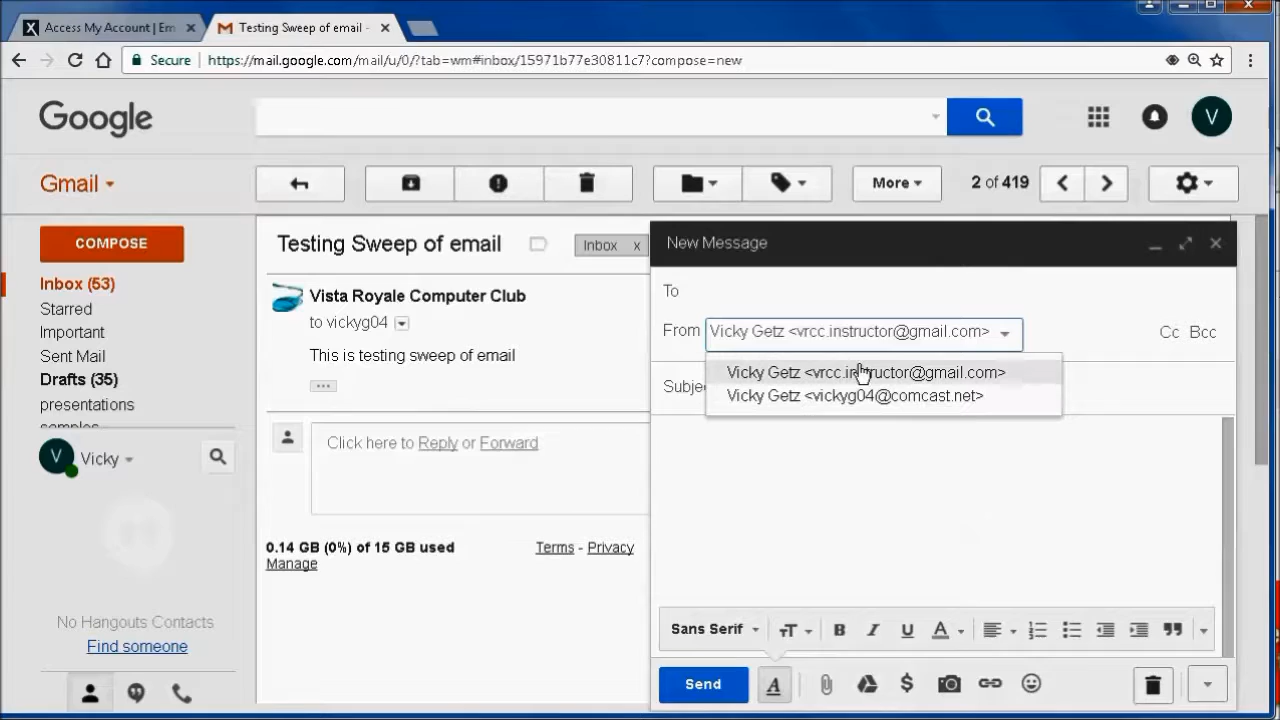 Access My Account | Em
Testing Sweep of email -
Secure
https://mail.google.com/mail/u/0/?tab=wm#inbox/15971b77e30811c7?compose=new
Google
V
Gmail
More
2 of 419
COMPOSE
Inbox (53)
Starred
Important
Sent Mail
Drafts (35)
presentations
samples
V
Vicky
No Hangouts Contacts
Find someone
Testing Sweep of email
Inbox x
Vista Royale Computer Club
to vickyg04
This is testing sweep of email
Click here to Reply or Forward
0.14 GB (0%) of 15 GB used
Manage
Terms - Privacy
New Message
To
From Vicky Getz <vrcc.instructor@gmail.com>
Cc Bcc
Vicky Getz <vrcc.instructor@gmail.com>
Vicky Getz <vickyg04@comcast.net>
Subje
Sans Serif
Send